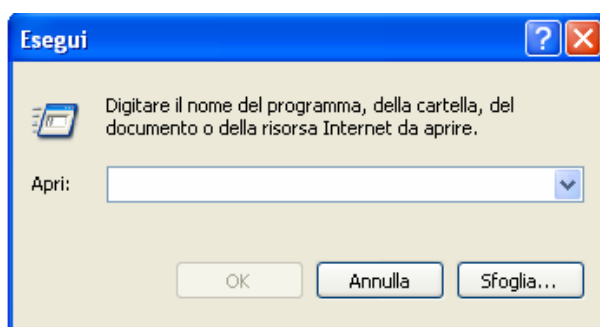 Esegui
?
Digitare il nome del programma, della cartella, del
documento o della risorsa Internet da aprire.
Apri:
OK Annulla Sfoglia...